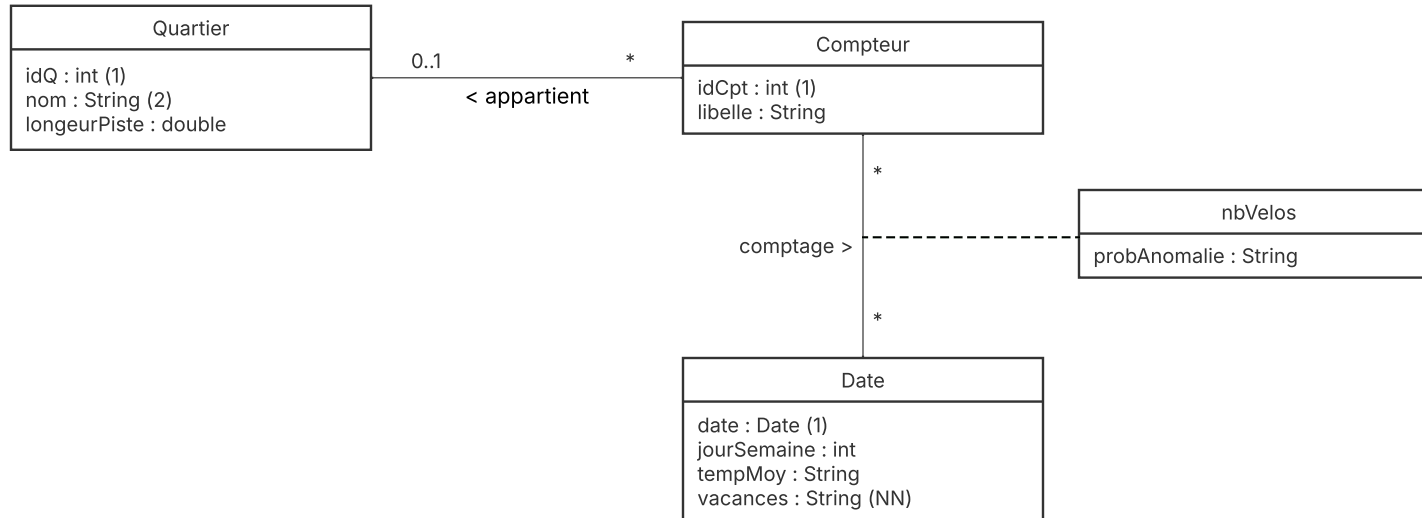 Quartier
idQ : int (1)
nom : String (2)
longeurPiste : double
0..1
*
< appartient
Compteur
idCpt : int (1)
libelle : String
*
comptage >
nbVelos
probAnomalie : String
*
Date
date : Date (1)
jourSemaine : int
tempMoy : String
vacances : String (NN)